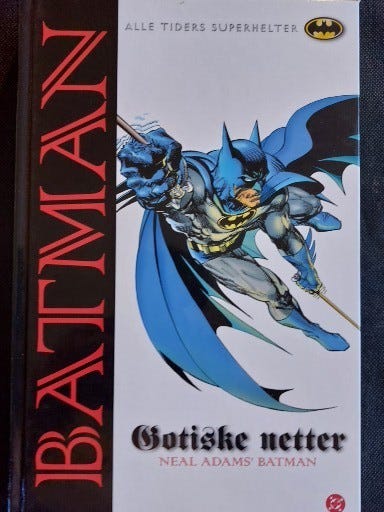 ALLE TIDERS SUPERHELTER
BATMAN
Gotiske netter
NEAL ADAMS' BATMAN